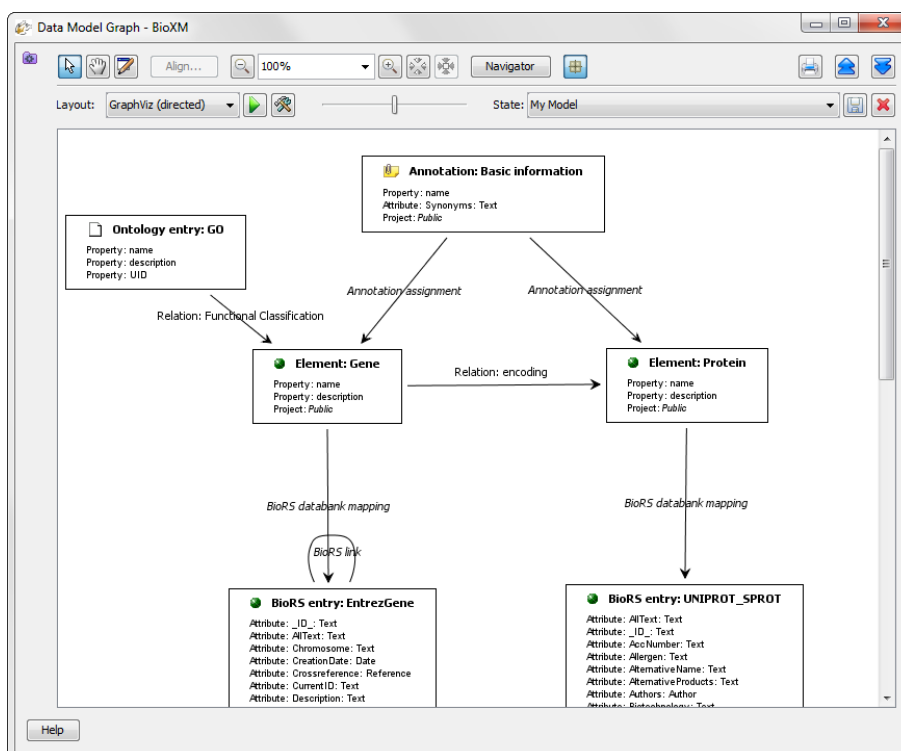 Data Model Graph - BioXM
Align...
100%
Navigator
Layout:
GraphViz (directed)
State:
My Model
Annotation: Basic information
Property: name
Attribute: Synonyms: Text
Project: Public
Ontology entry: GO
Property: name
Property: description
Property: UID
Annotation assignment
Annotation assignment
Relation: Functional Classification
Element: Gene
Property: name
Property: description
Project: Public
Relation: encoding
Element: Protein
Property: name
Property: description
Project: Public
BioRS databank mapping
BioRS databank mapping
BioRS link
BioRS entry: EntrezGene
Attribute: _ID_: Text
Attribute: AllText: Text
Attribute: Chromosome: Text
Attribute: CreationDate: Date
Attribute: Crossreference: Reference
Attribute: CurrentID: Text
Attribute: Description: Text
BioRS entry: UNIPROT_SPROT
Attribute: AllText: Text
Attribute: _ID_: Text
Attribute: AccNumber: Text
Attribute: Allergen: Text
Attribute: AlternativeName: Text
Attribute: AlternativeProducts: Text
Attribute: Authors: Author
Attribute: Biotechnology: Text
Help